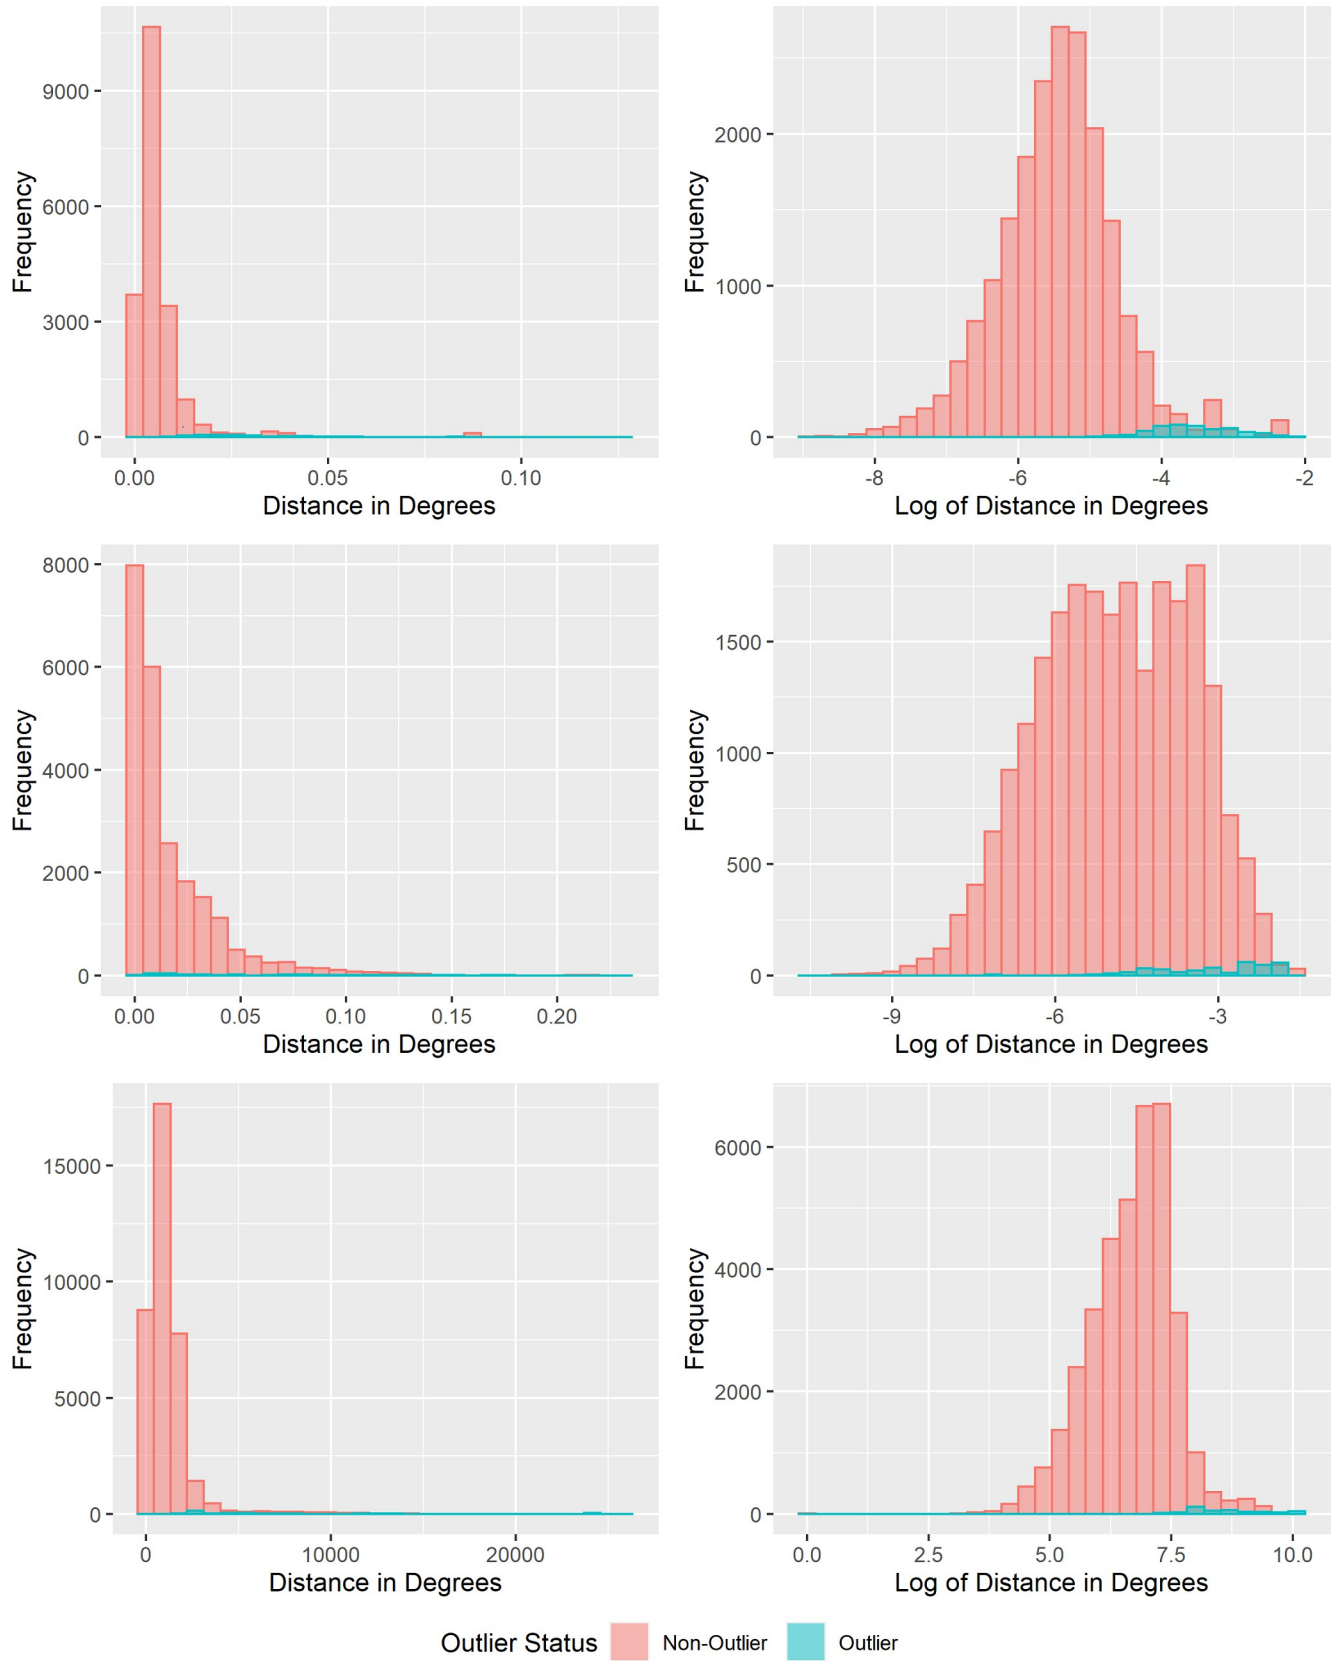 9000
6000
3000
0
Frequency
0.00 0.05 0.10
Distance in Degrees
2000
1000
0
Frequency
-8 -6 -4 -2
Log of Distance in Degrees
8000
6000
4000
2000
0
Frequency
0.00 0.05 0.10 0.15 0.20
Distance in Degrees
1500
1000
500
0
Frequency
-9 -6 -3
Log of Distance in Degrees
15000
10000
5000
0
Frequency
0 10000 20000
Distance in Degrees
6000
4000
2000
0
Frequency
0.0 2.5 5.0 7.5 10.0
Log of Distance in Degrees
Outlier Status Non-Outlier Outlier